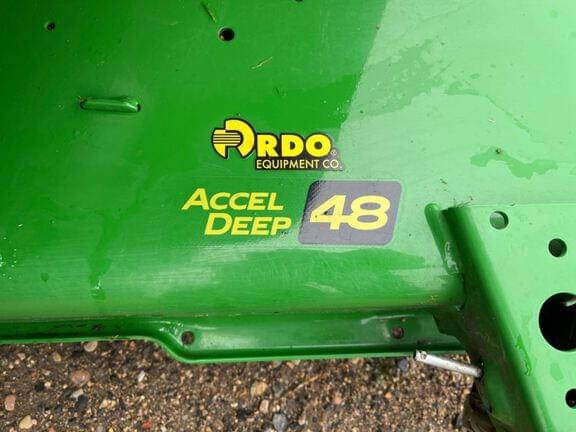 RDO
EQUIPMENT CO.
ACCEL
DEEP 48